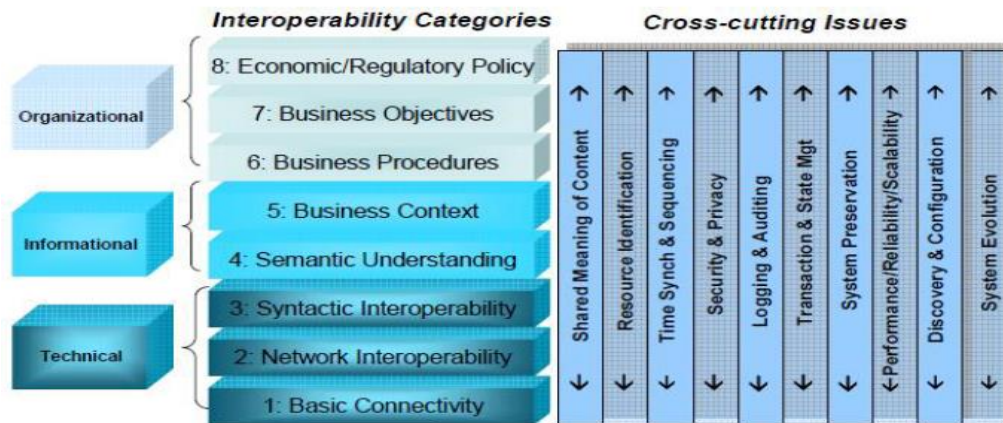 Interoperability Categories
Cross-cutting Issues
Organizational
8: Economic/Regulatory Policy
7: Business Objectives
6: Business Procedures
Informational
5: Business Context
4: Semantic Understanding
Technical
3: Syntactic Interoperability
2: Network Interoperability
1: Basic Connectivity
Shared Meaning of Content
Resource Identification
Time Synch & Sequencing
Security & Privacy
Logging & Auditing
Transaction & State Mgt
System Preservation
Performance/Reliability/Scalability
Discovery & Configuration
System Evolution